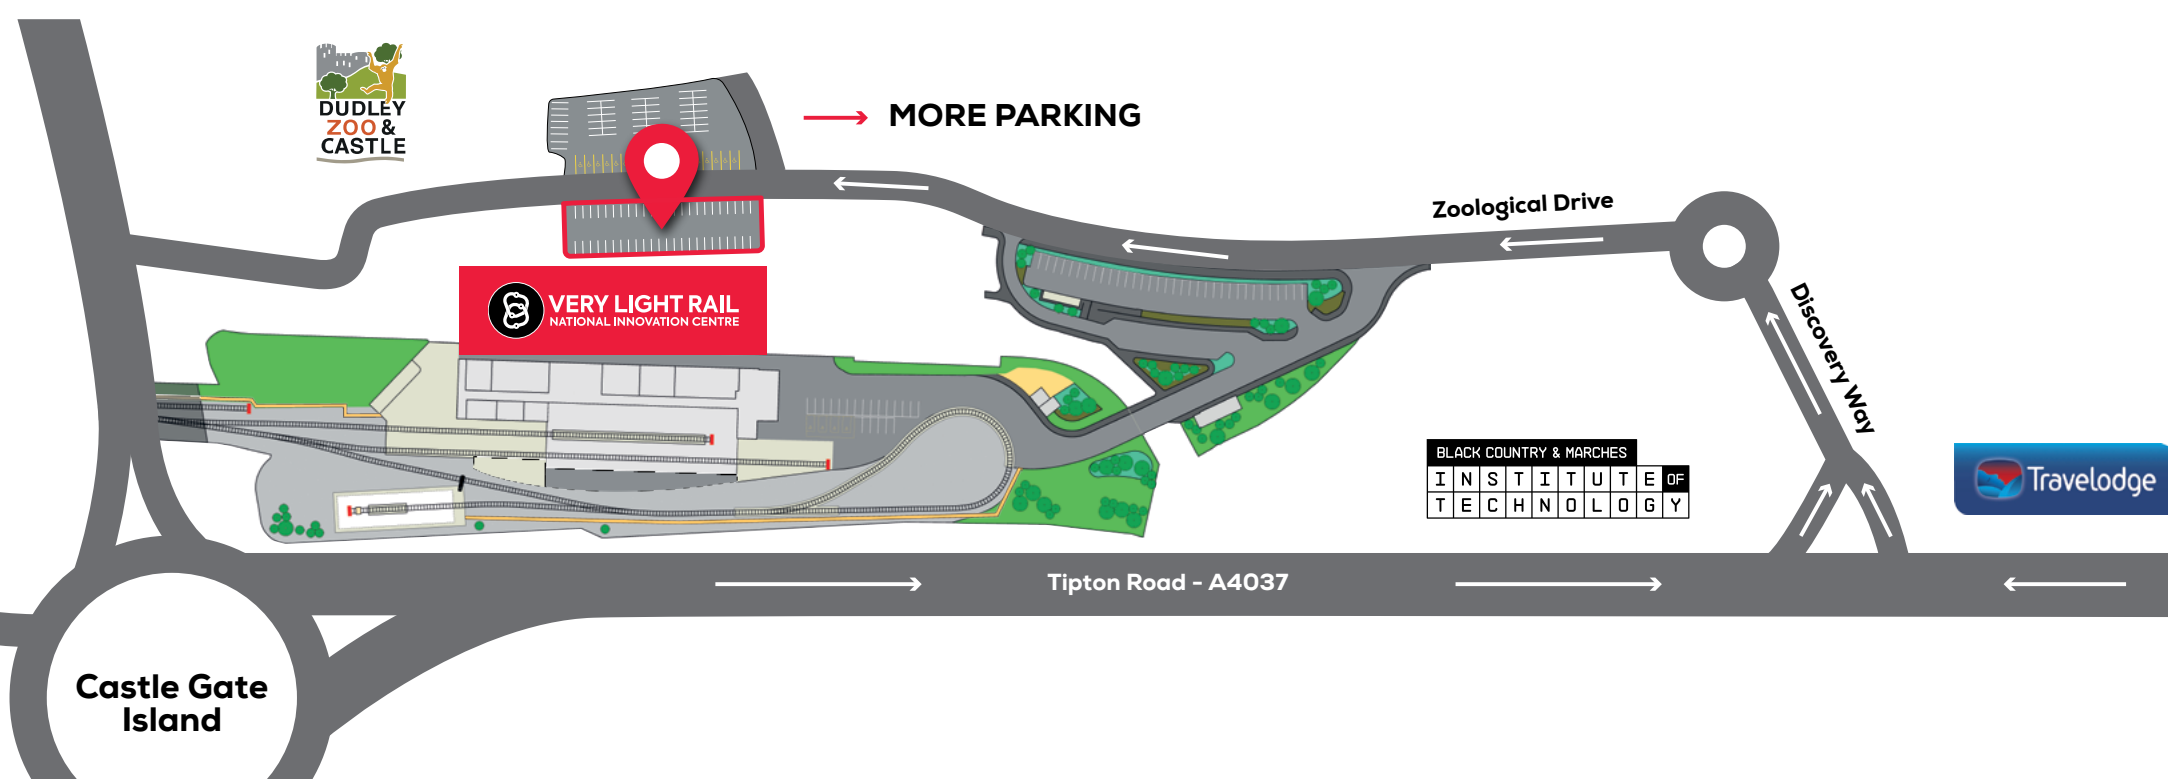 DUDLEY
ZOO &
CASTLE
MORE PARKING
Zoological Drive
VERY LIGHT RAIL
NATIONAL INNOVATION CENTRE
Discovery Way
BLACK COUNTRY & MARCHES
INSTITUTE OF
TECHNOLOGY
Travelodge
Tipton Road - A4037
Castle Gate
Island